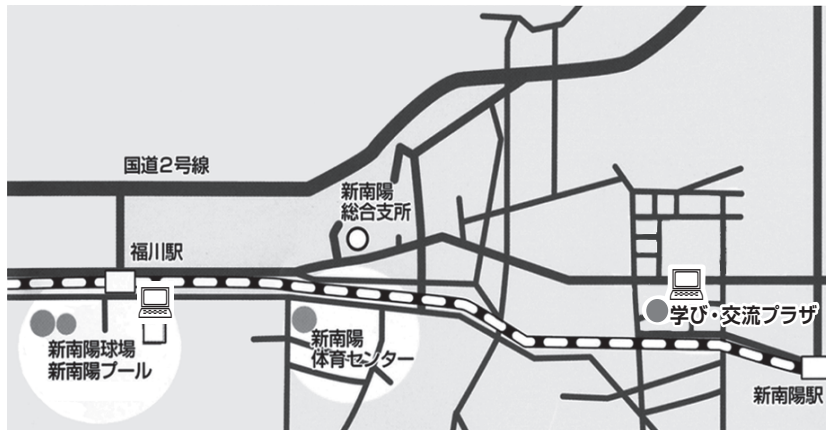 国道2号線
新南陽
総合支所
福川駅
学び・交流プラザ
新南陽球場
新南陽プール
新南陽
体育センター
新南陽駅